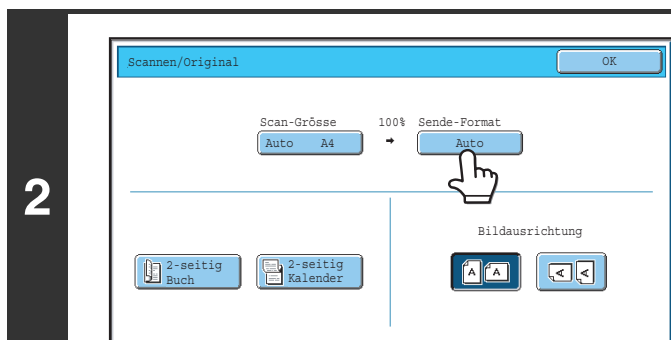 2
Scannen/Original OK
Scan-Grösse 100% Sende-Format
Auto A4 Auto
Bildausrichtung
2-seitig 2-seitig
Buch Kalender
A A A A